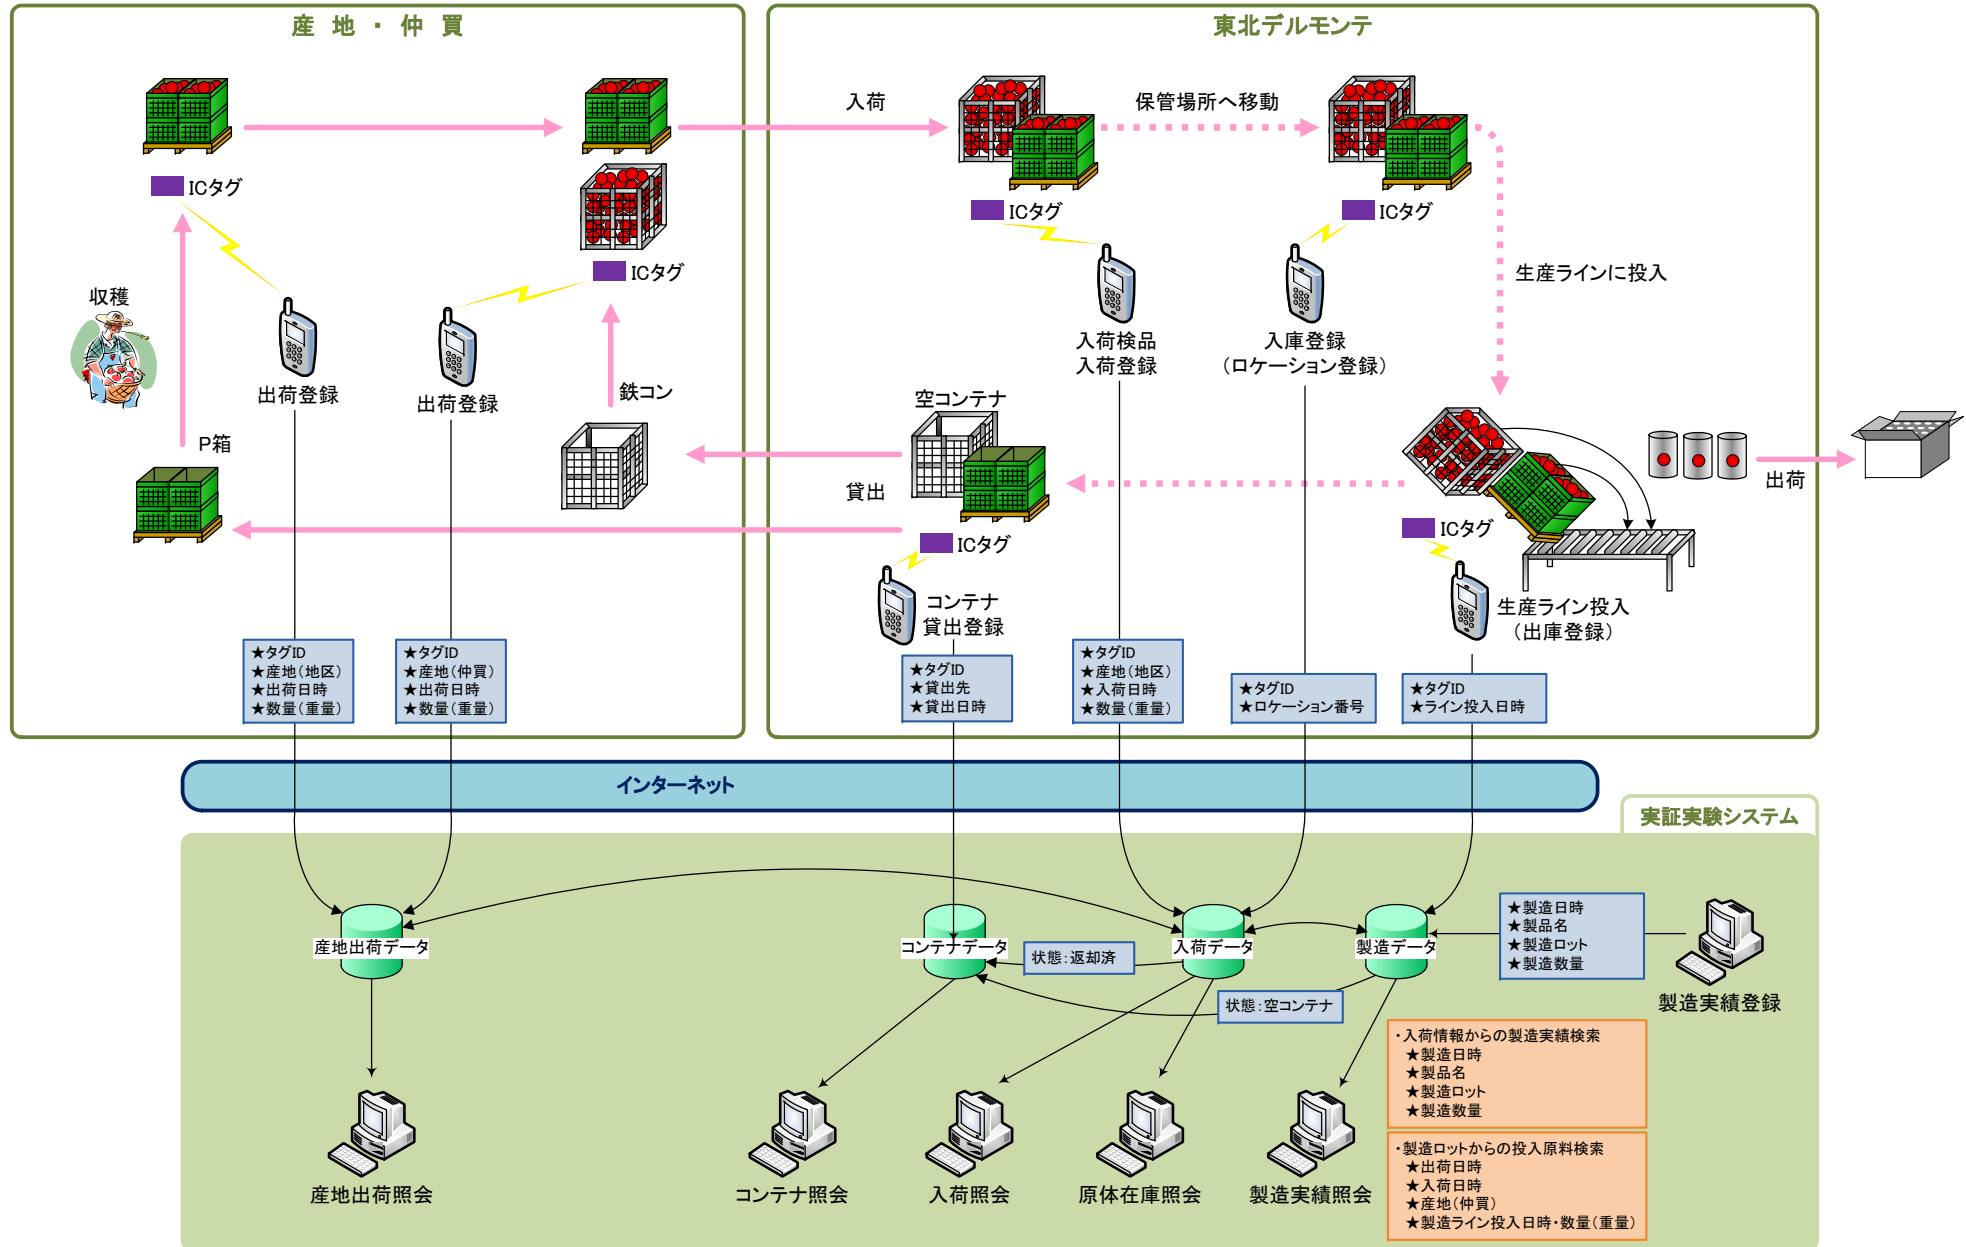 産 地 ・ 仲 買
東北デルモンテ
入荷
保管場所へ移動
ICタグ
ICタグ
ICタグ
ICタグ
収穫
生産ラインに投入
出荷登録
出荷登録
鉄コン
P箱
入荷検品
入荷登録
入庫登録
（ロケーション登録）
空コンテナ
貸出
ICタグ
ICタグ
出荷
コンテナ
貸出登録
生産ライン投入
（出庫登録）
★タグID
★産地（地区）
★出荷日時
★数量（重量）
★タグID
★産地（仲買）
★出荷日時
★数量（重量）
★タグID
★貸出先
★貸出日時
★タグID
★産地（地区）
★入荷日時
★数量（重量）
★タグID
★ロケーション番号
★タグID
★ライン投入日時
インターネット
実証実験システム
産地出荷データ
コンテナデータ
入荷データ
製造データ
状態：返却済
状態：空コンテナ
★製造日時
★製品名
★製造ロット
★製造数量
製造実績登録
・入荷情報からの製造実績検索
★製造日時
★製品名
★製造ロット
★製造数量
・製造ロットからの投入原料検索
★出荷日時
★入荷日時
★産地（仲買）
★製造ライン投入日時・数量（重量）
産地出荷照会
コンテナ照会
入荷照会
原体在庫照会
製造実績照会